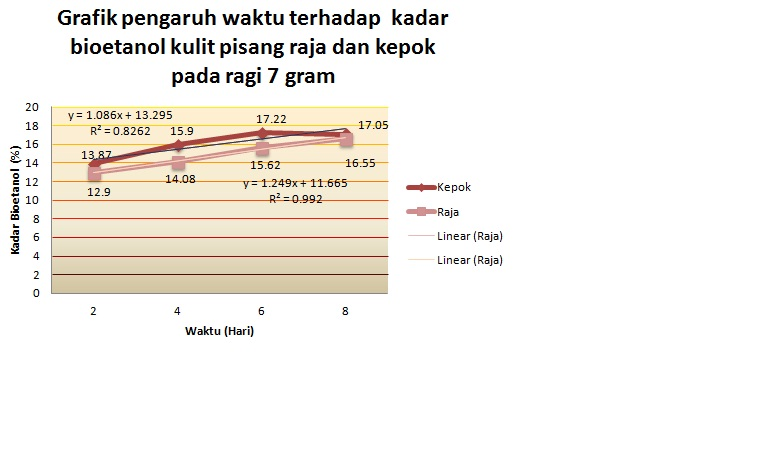 Grafik pengaruh waktu terhadap kadar
bioetanol kulit pisang raja dan kepok
pada ragi 7 gram
Kadar Bioetanol (%)
20
18
16
14
12
10
8
6
4
2
0
y = 1.086x + 13.295
R² = 0.8262
13.87
15.9
17.22
17.05
12.9
14.08
15.62
16.55
y = 1.249x + 11.665
R² = 0.992
2 4 6 8
Waktu (Hari)
Kepok
Raja
Linear (Raja)
Linear (Raja)